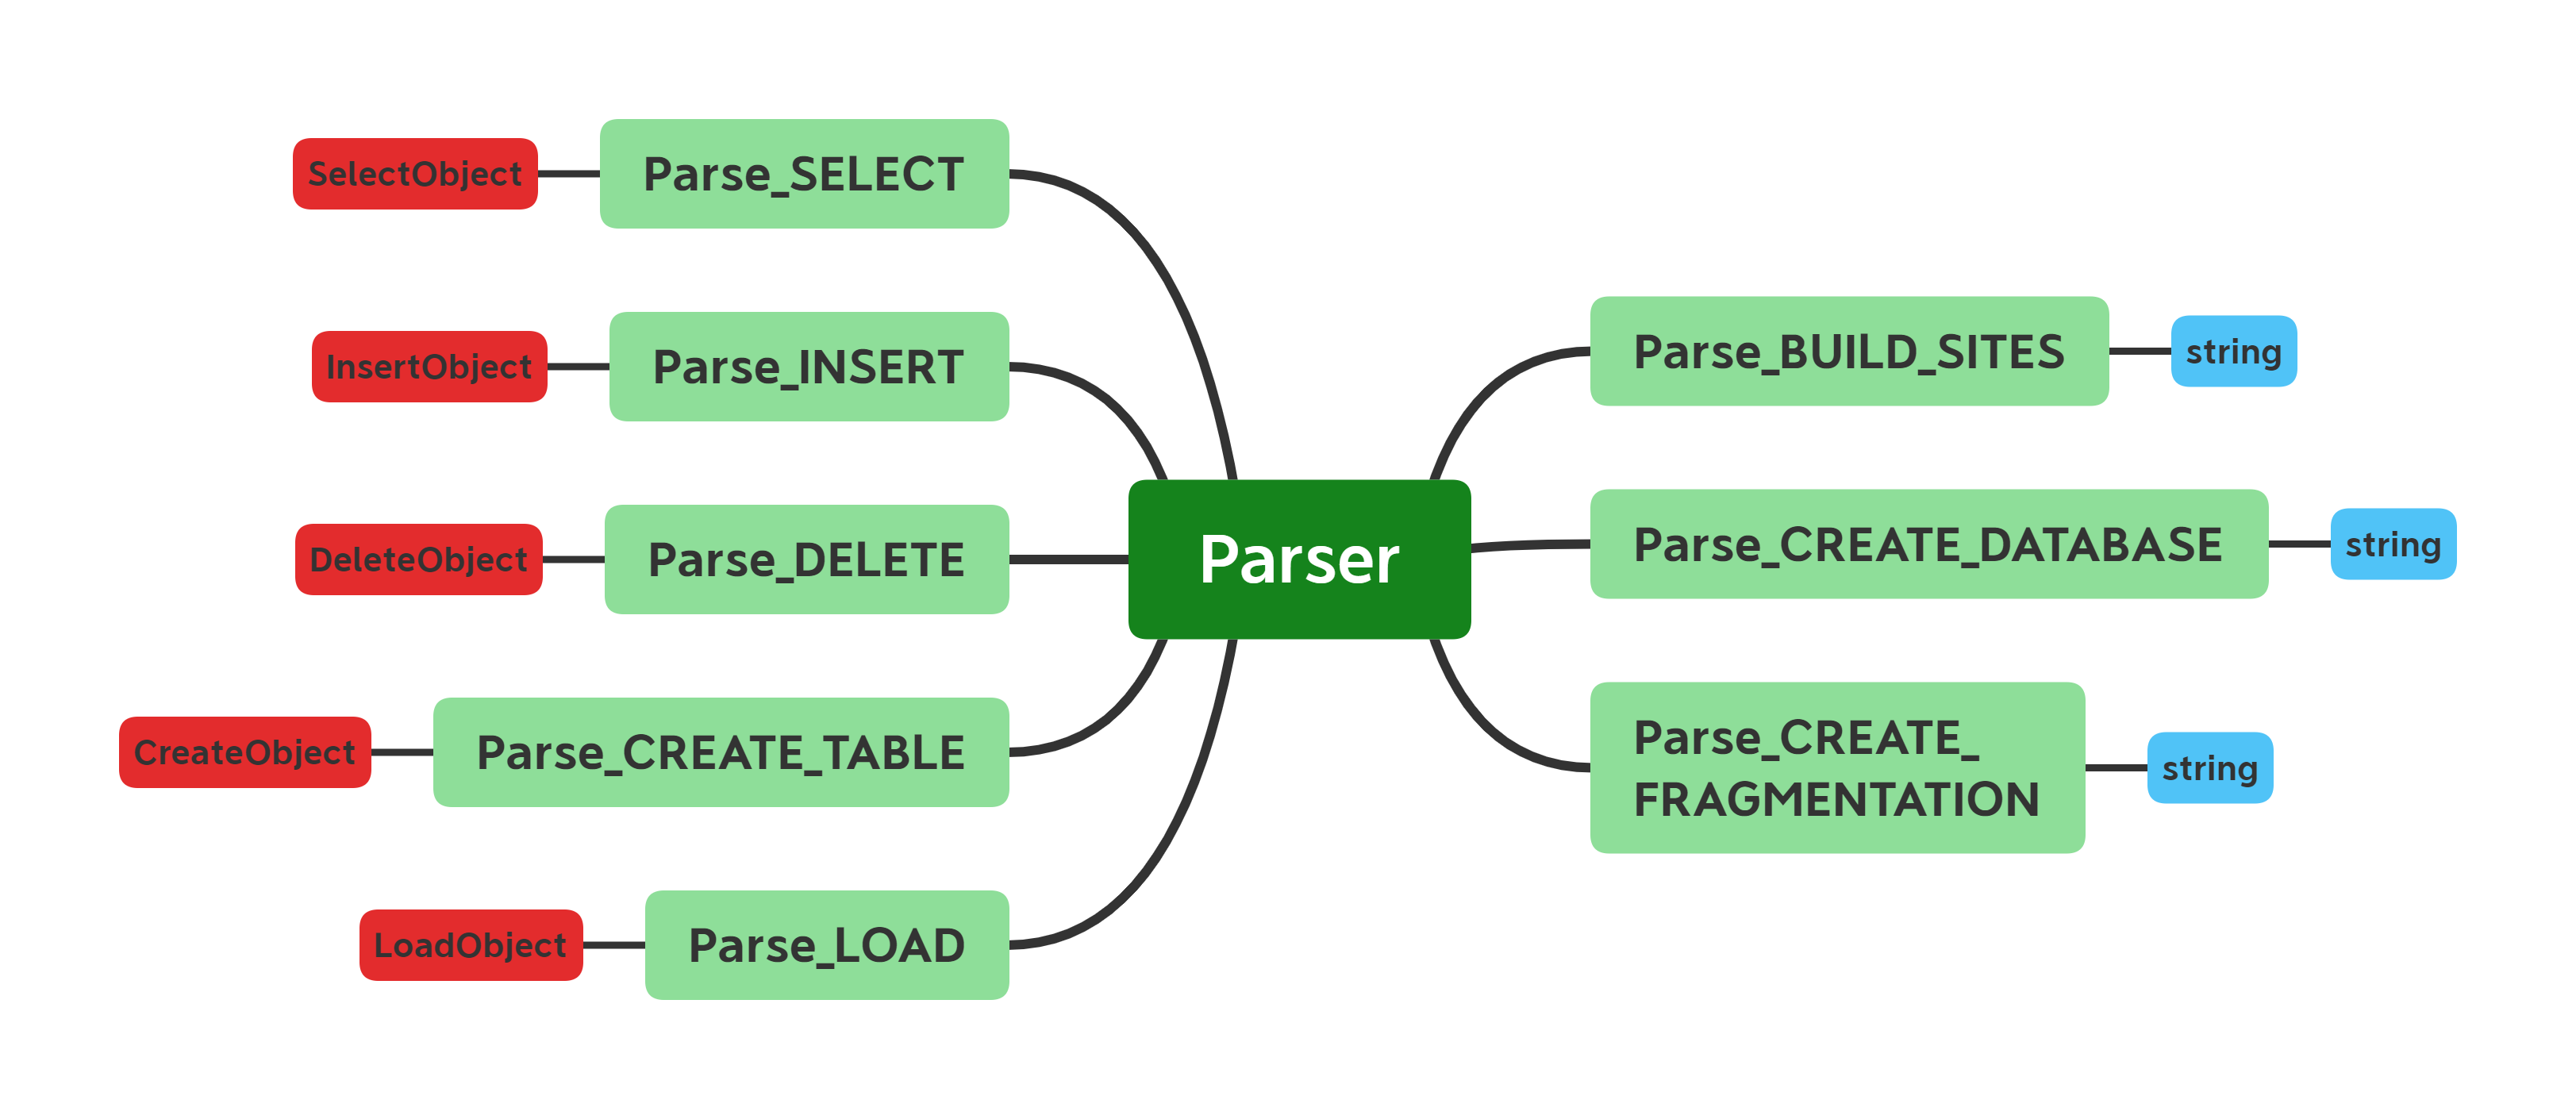 SelectObject
Parse_SELECT
InsertObject
Parse_INSERT
DeleteObject
Parse_DELETE
CreateObject
Parse_CREATE_TABLE
LoadObject
Parse_LOAD
Parser
Parse_BUILD_SITES
string
Parse_CREATE_DATABASE
string
Parse_CREATE_
FRAGMENTATION
string